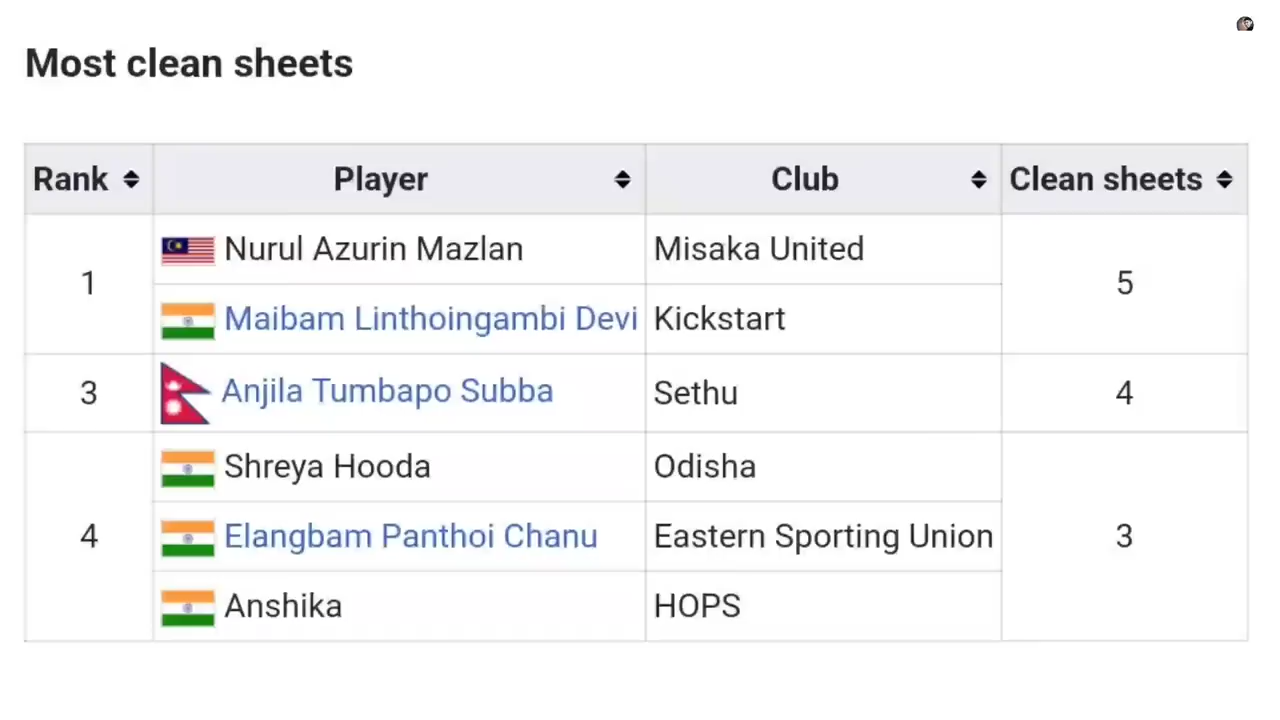 Most clean sheets
Rank Player Club Clean sheets
1 Nurul Azurin Mazlan Misaka United 5
Maibam Linthoingambi Devi Kickstart
3 Anjila Tumbapo Subba Sethu 4
4 Shreya Hooda Odisha 3
Elangbam Panthoi Chanu Eastern Sporting Union
Anshika HOPS